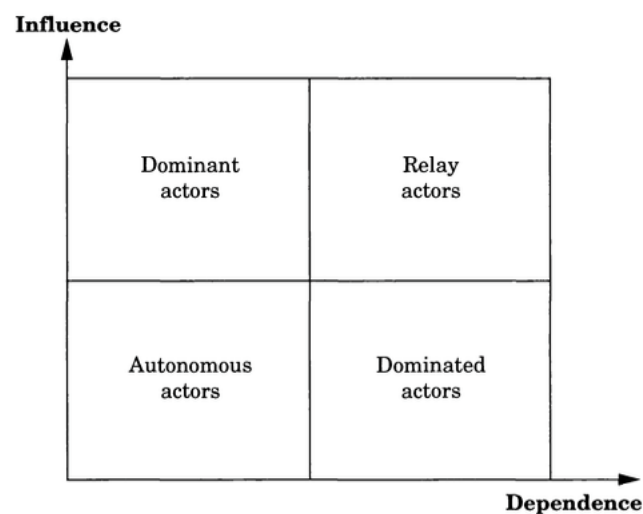 Influence
Dominant
actors
Relay
actors
Autonomous
actors
Dominated
actors
Dependence